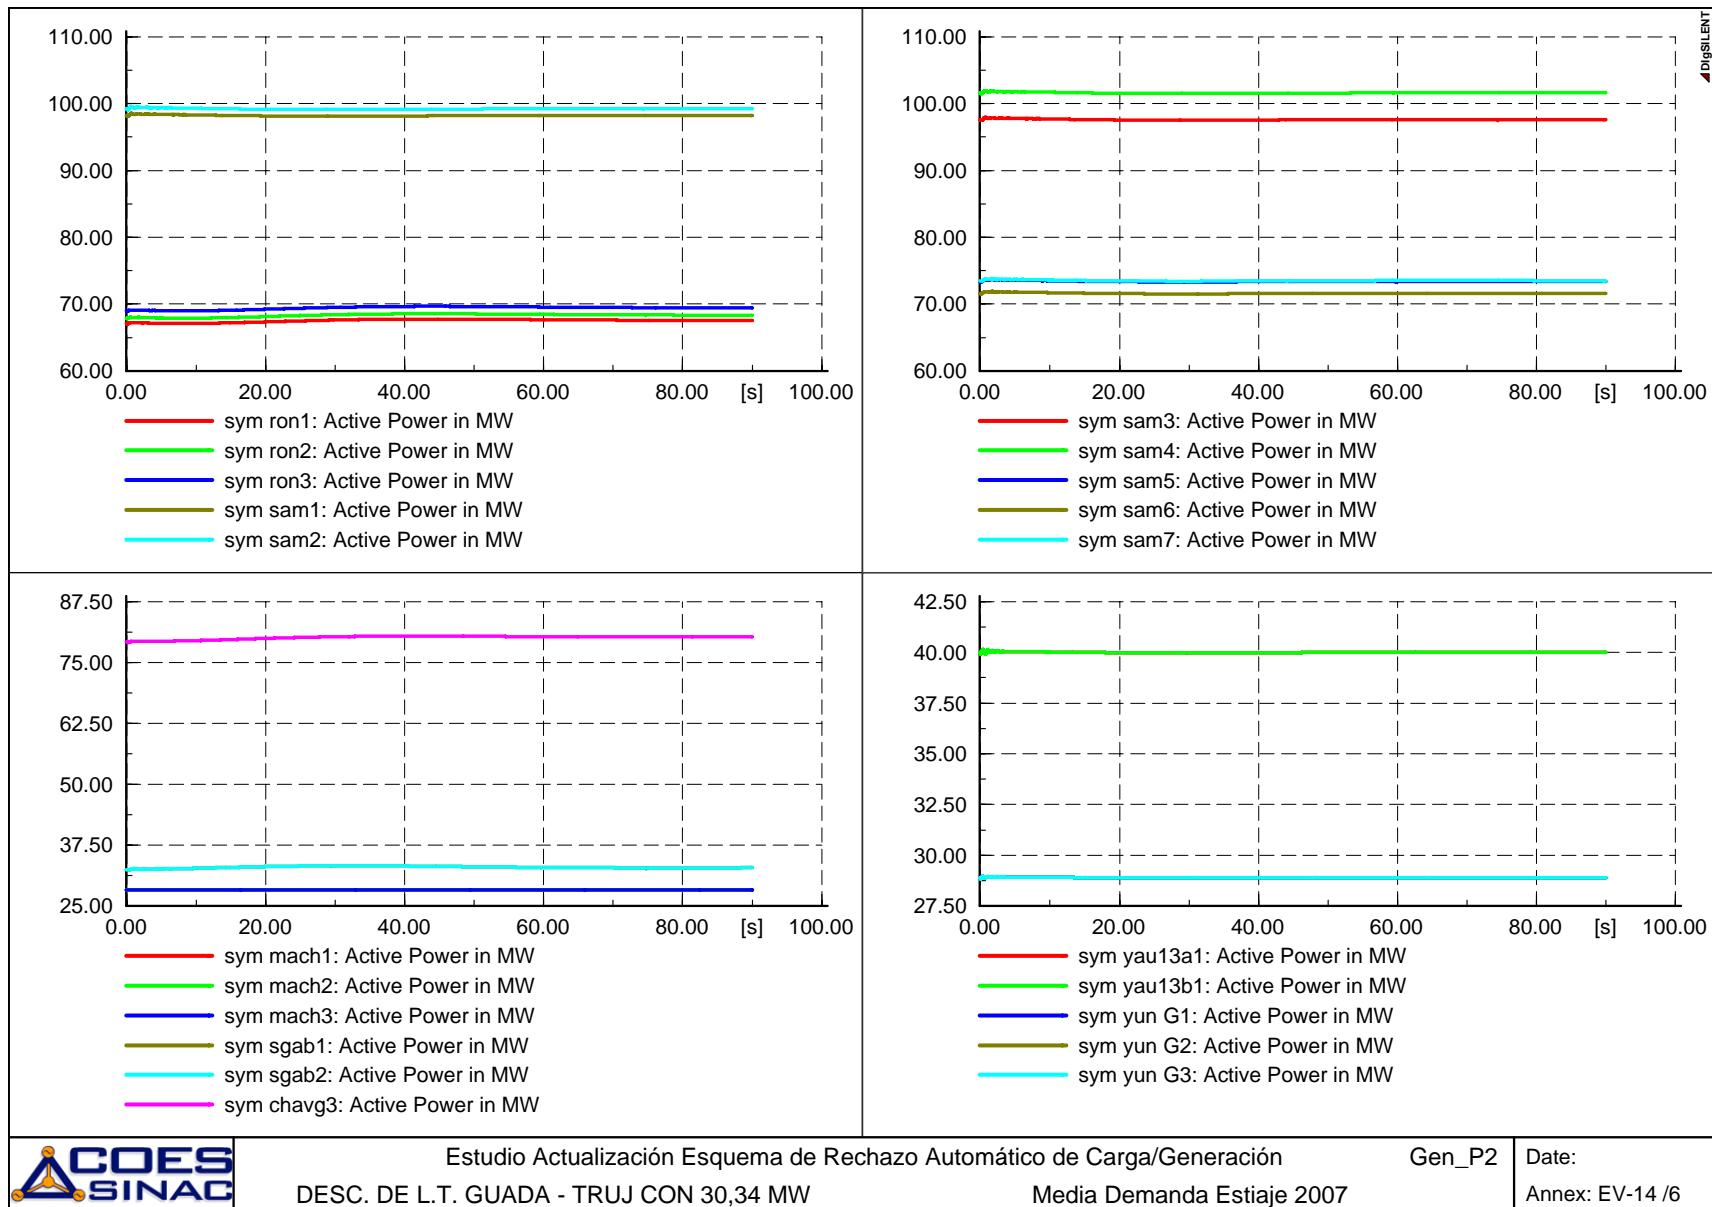 DIgSILENT
110.00
100.00
90.00
80.00
70.00
60.00
0.00 20.00 40.00 60.00 80.00 [s] 100.00
sym ron1: Active Power in MW
sym ron2: Active Power in MW
sym ron3: Active Power in MW
sym sam1: Active Power in MW
sym sam2: Active Power in MW
110.00
100.00
90.00
80.00
70.00
60.00
0.00 20.00 40.00 60.00 80.00 [s] 100.00
sym sam3: Active Power in MW
sym sam4: Active Power in MW
sym sam5: Active Power in MW
sym sam6: Active Power in MW
sym sam7: Active Power in MW
87.50
75.00
62.50
50.00
37.50
25.00
0.00 20.00 40.00 60.00 80.00 [s] 100.00
sym mach1: Active Power in MW
sym mach2: Active Power in MW
sym mach3: Active Power in MW
sym sgab1: Active Power in MW
sym sgab2: Active Power in MW
sym chavg3: Active Power in MW
42.50
40.00
37.50
35.00
32.50
30.00
27.50
0.00 20.00 40.00 60.00 80.00 [s] 100.00
sym yau13a1: Active Power in MW
sym yau13b1: Active Power in MW
sym yun G1: Active Power in MW
sym yun G2: Active Power in MW
sym yun G3: Active Power in MW
COES
SINAC
Estudio Actualización Esquema de Rechazo Automático de Carga/Generación Gen_P2
DESC. DE L.T. GUADA - TRUJ CON 30,34 MW Media Demanda Estiaje 2007
Date:
Annex: EV-14 /6